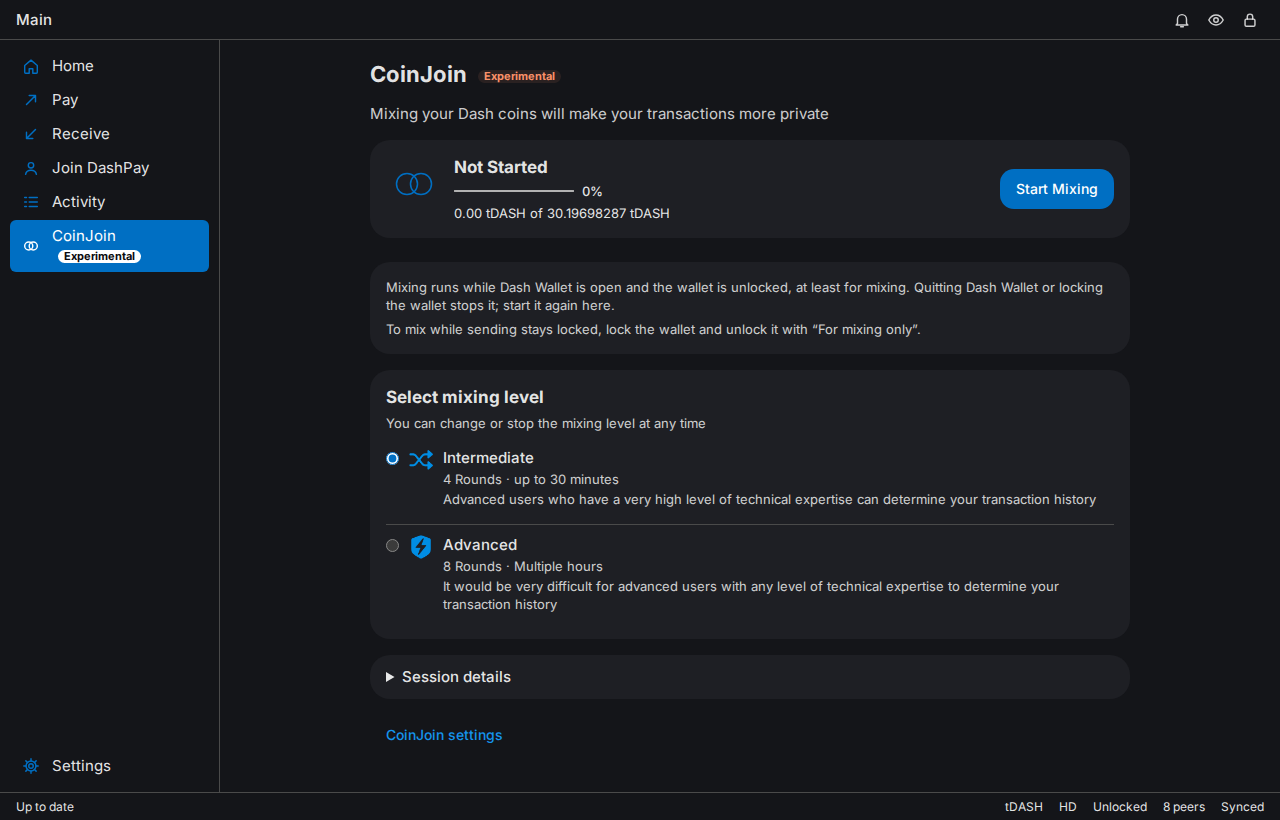 Main
Home
Pay
Receive
Join DashPay
Activity
CoinJoin
Experimental
Settings
CoinJoin Experimental
Mixing your Dash coins will make your transactions more private
Not Started
0%
0.00 tDASH of 30.19698287 tDASH
Start Mixing
Mixing runs while Dash Wallet is open and the wallet is unlocked, at least for mixing. Quitting Dash Wallet or locking
the wallet stops it; start it again here.
To mix while sending stays locked, lock the wallet and unlock it with “For mixing only”.
Select mixing level
You can change or stop the mixing level at any time
Intermediate
4 Rounds · up to 30 minutes
Advanced users who have a very high level of technical expertise can determine your transaction history
Advanced
8 Rounds · Multiple hours
It would be very difficult for advanced users with any level of technical expertise to determine your
transaction history
Session details
CoinJoin settings
Up to date
tDASH HD Unlocked 8 peers Synced